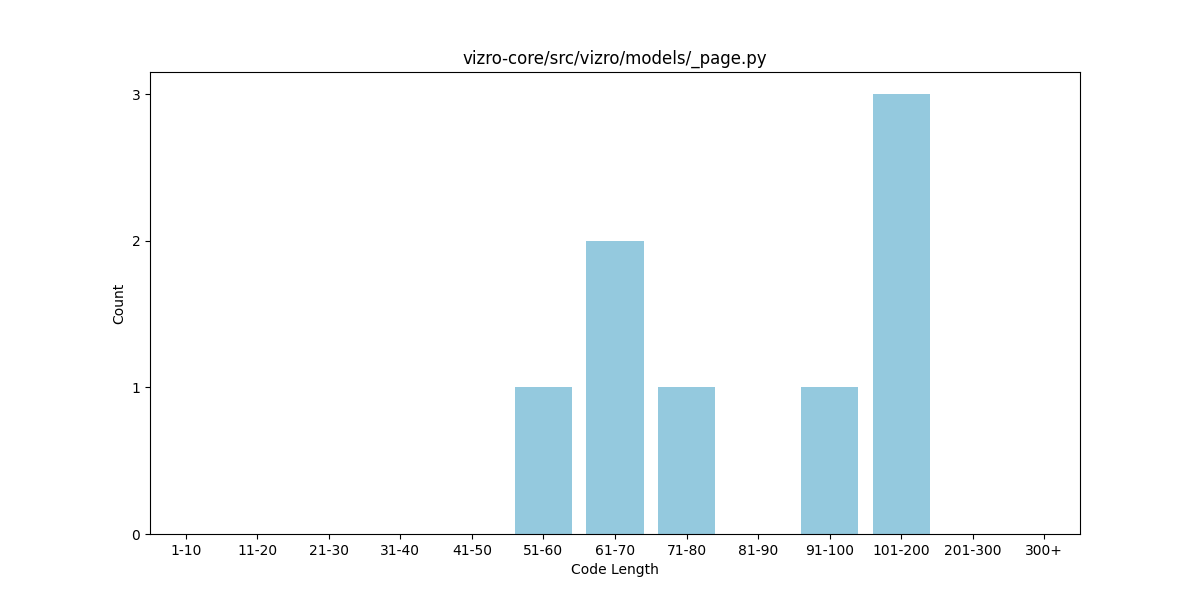 vizro-core/src/vizro/models/_page.py
3
2
1
0
Count
1-10 11-20 21-30 31-40 41-50 51-60 61-70 71-80 81-90 91-100 101-200 201-300 300+
Code Length